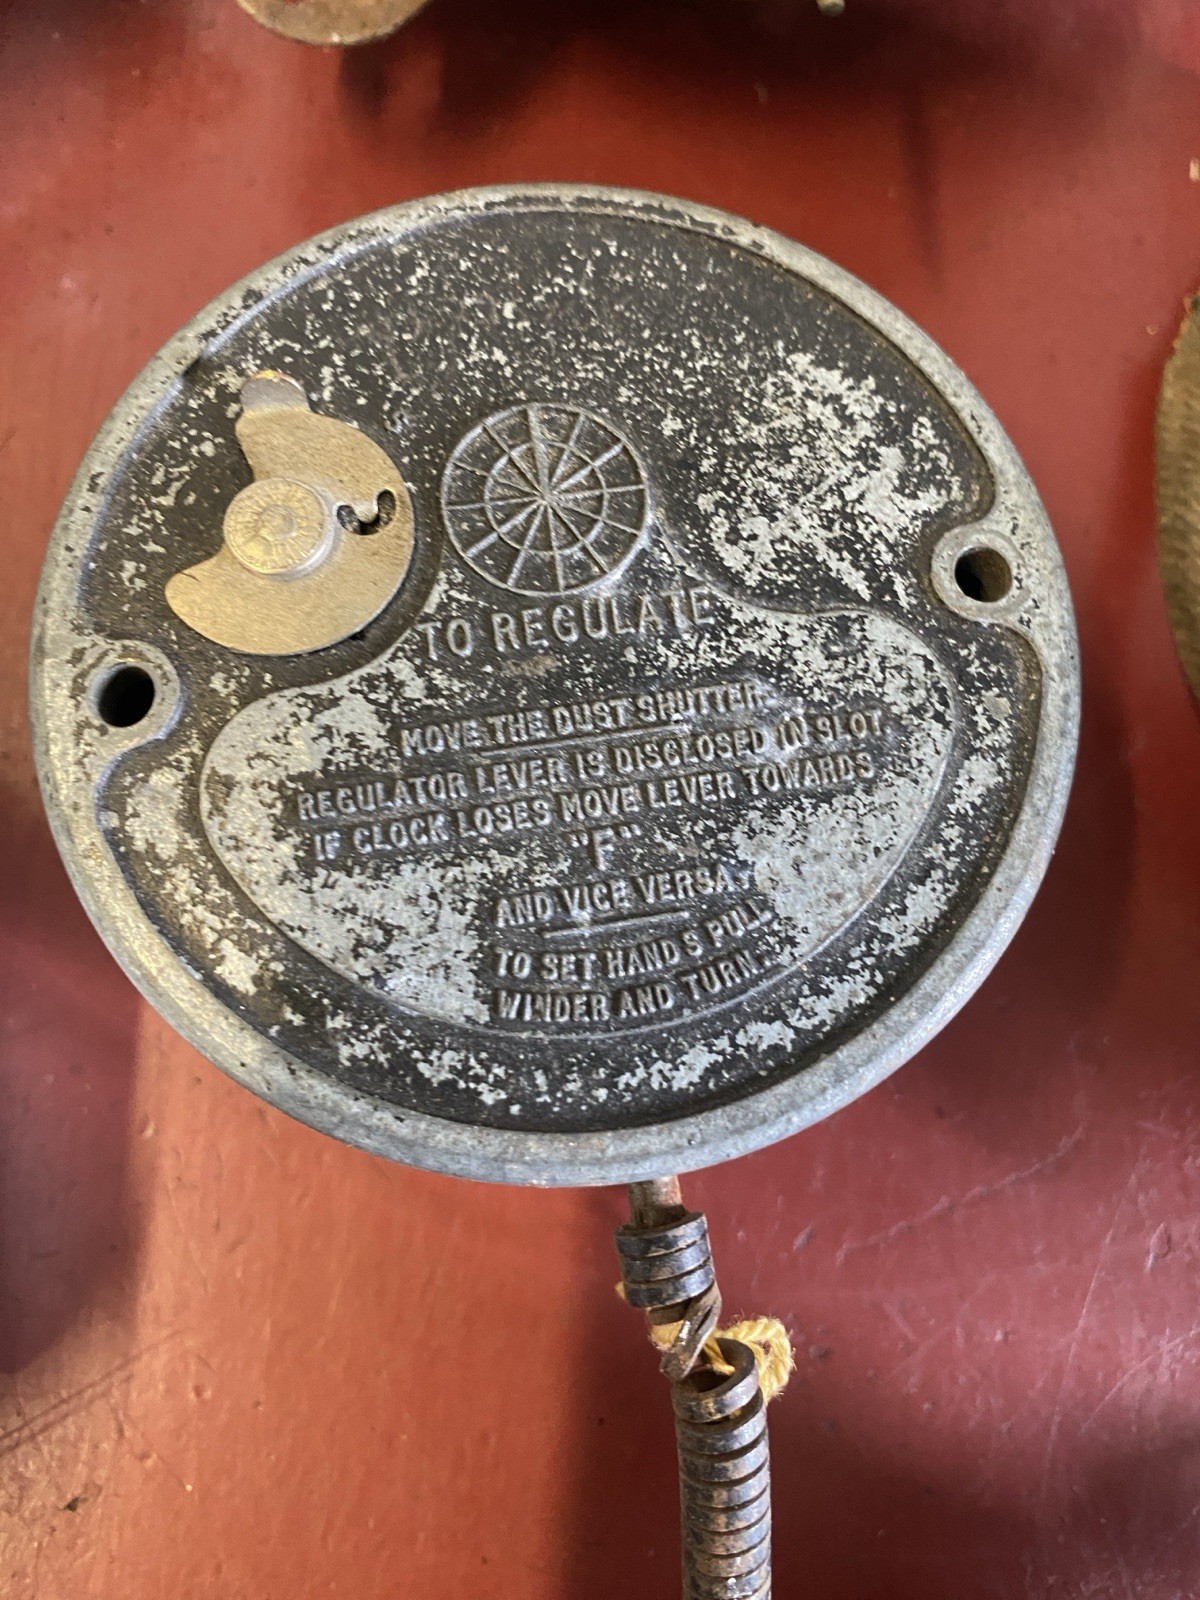 TO REGULATE
MOVE THE DUST SHUTTER.
REGULATOR LEVER IS DISCLOSED IN SLOT
IF CLOCK LOSES MOVE LEVER TOWARDS
"F"
AND VICE VERSA.
TO SET HANDS PULL
WINDER AND TURN.